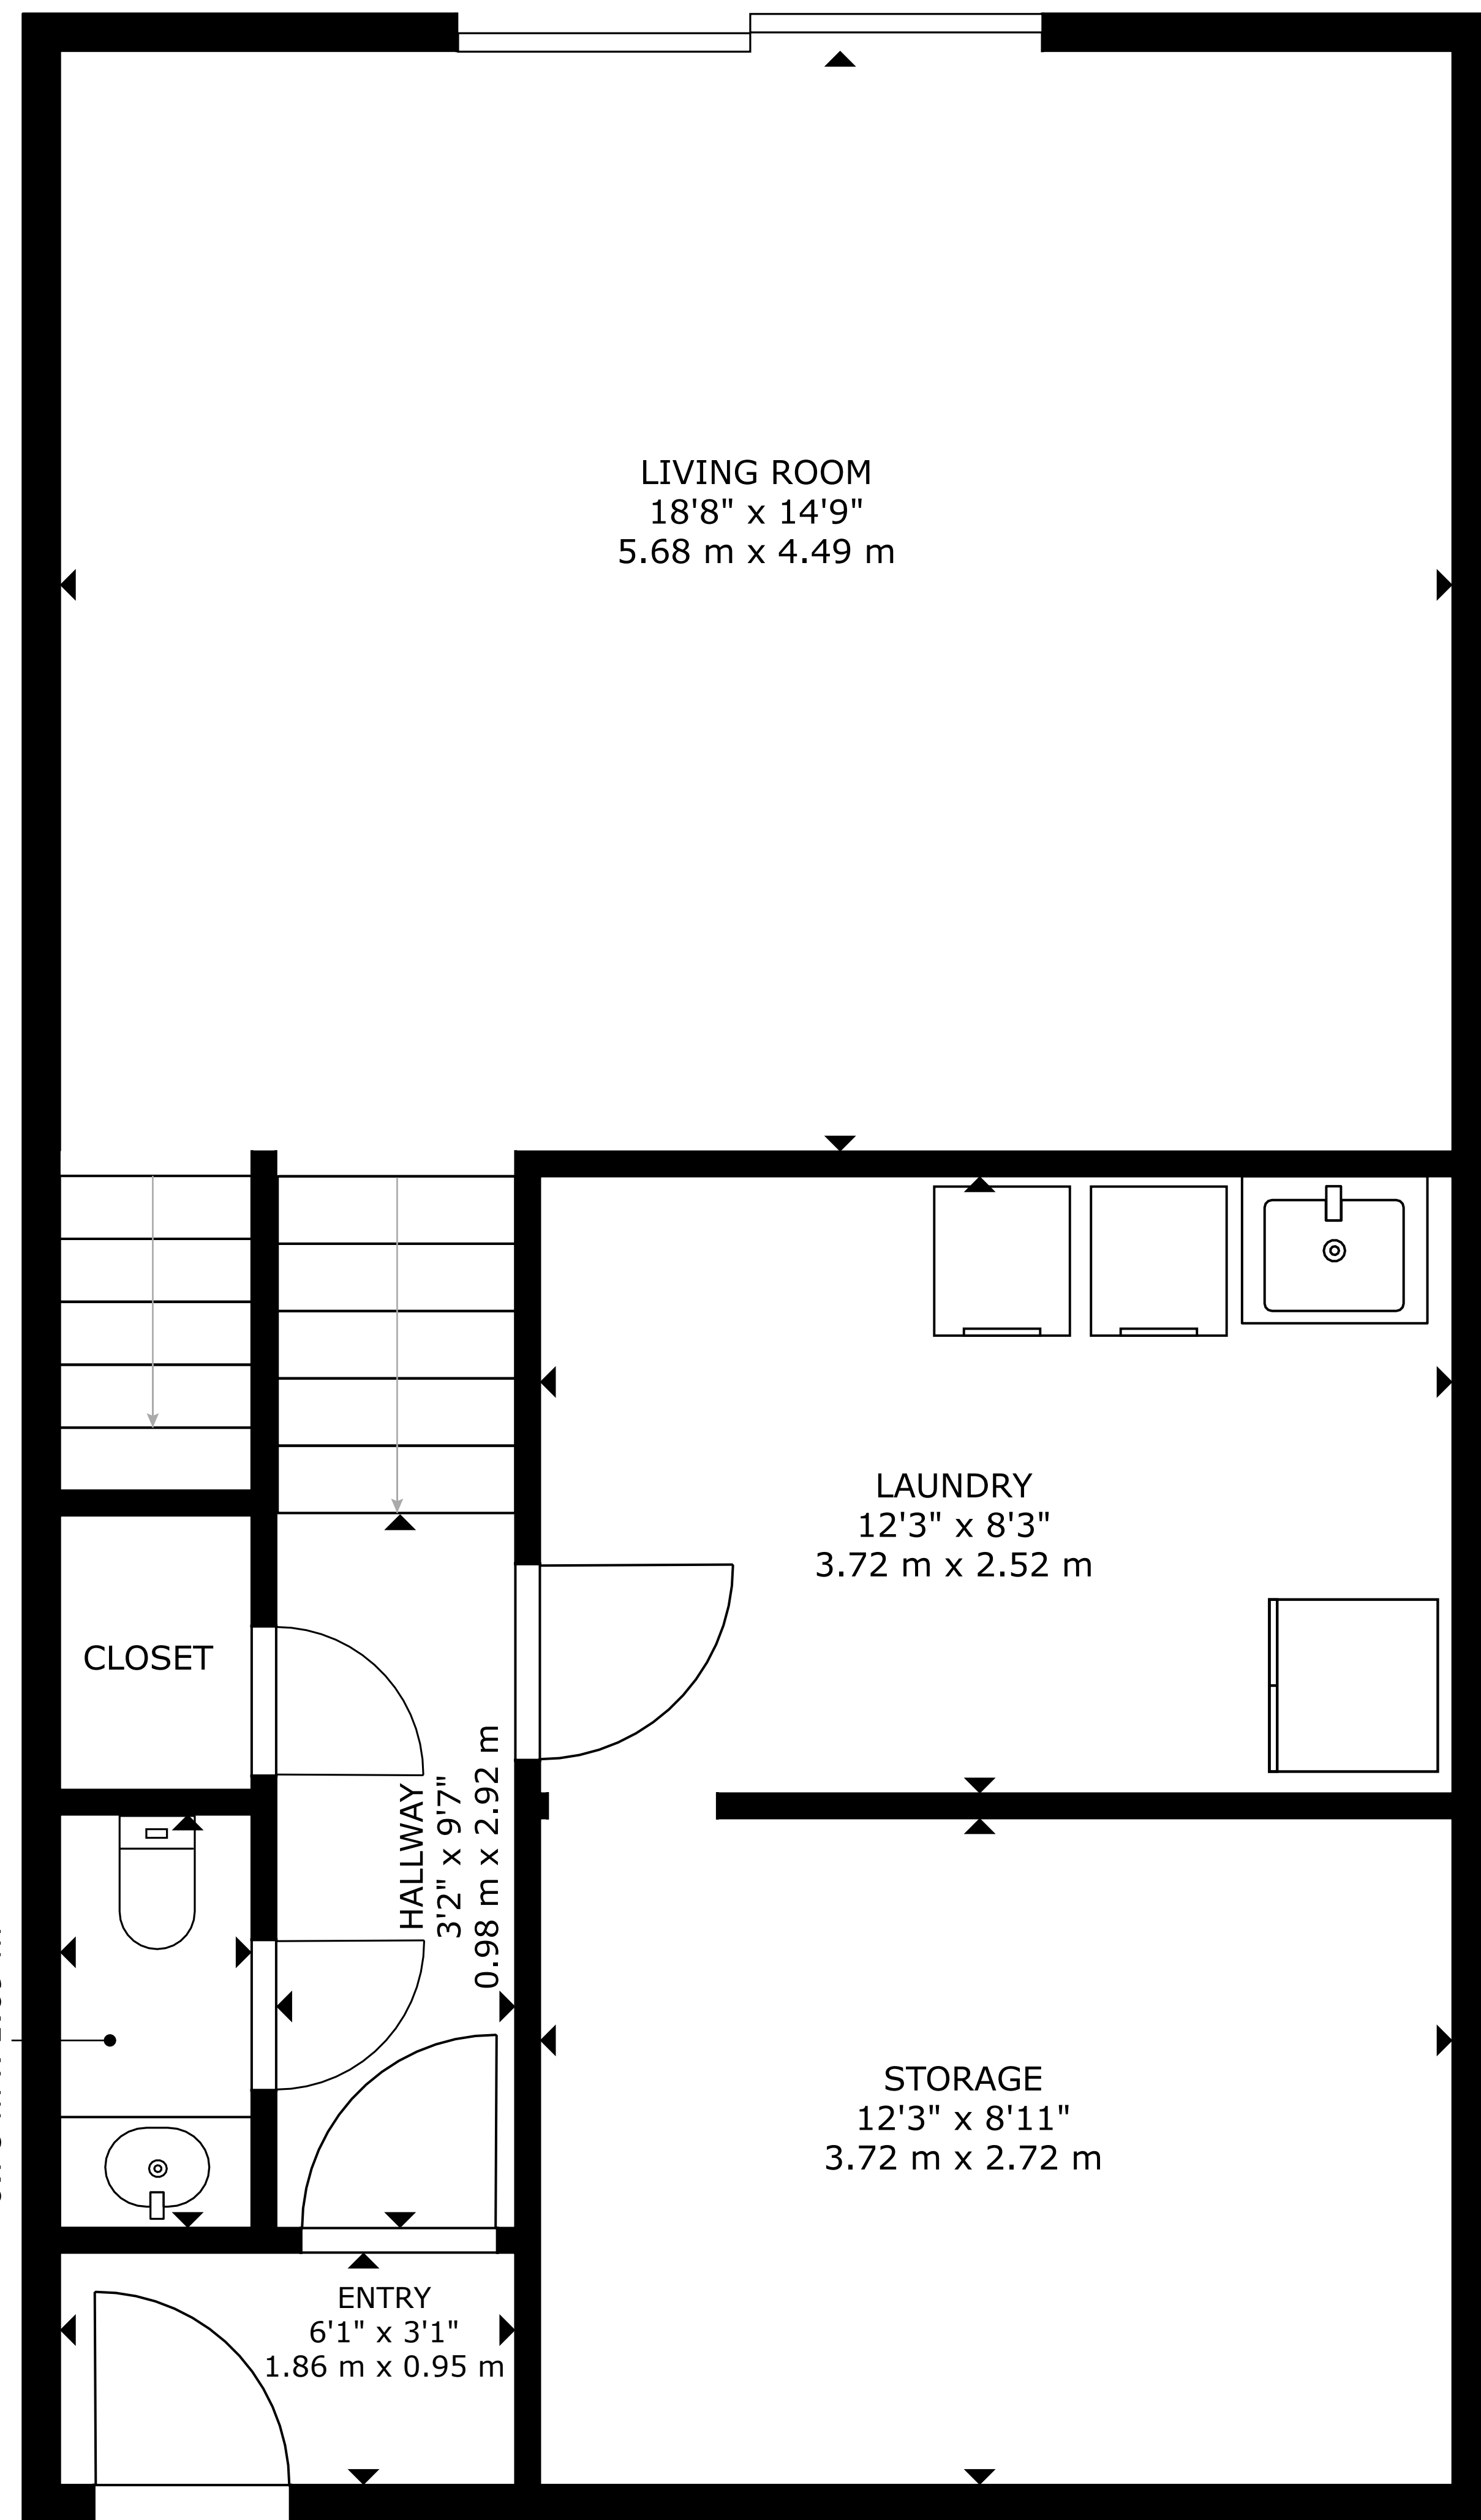 LIVING ROOM
18'8" x 14'9"
5.68 m x 4.49 m
LAUNDRY
12'3" x 8'3"
3.72 m x 2.52 m
CLOSET
HALLWAY
3'2" x 9'7"
0.98 m x 2.92 m
STORAGE
12'3" x 8'11"
3.72 m x 2.72 m
ENTRY
6'1" x 3'1"
1.86 m x 0.95 m